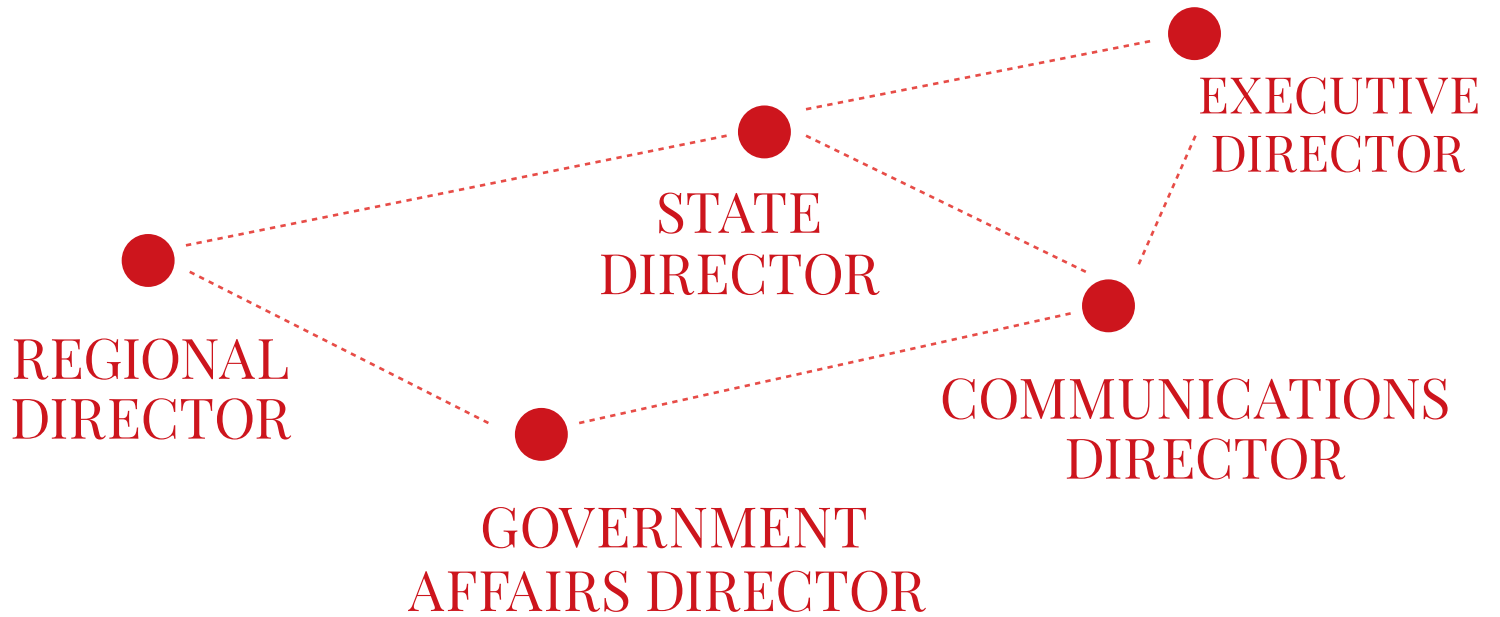 EXECUTIVE
DIRECTOR
STATE
DIRECTOR
REGIONAL
DIRECTOR
COMMUNICATIONS
DIRECTOR
GOVERNMENT
AFFAIRS DIRECTOR